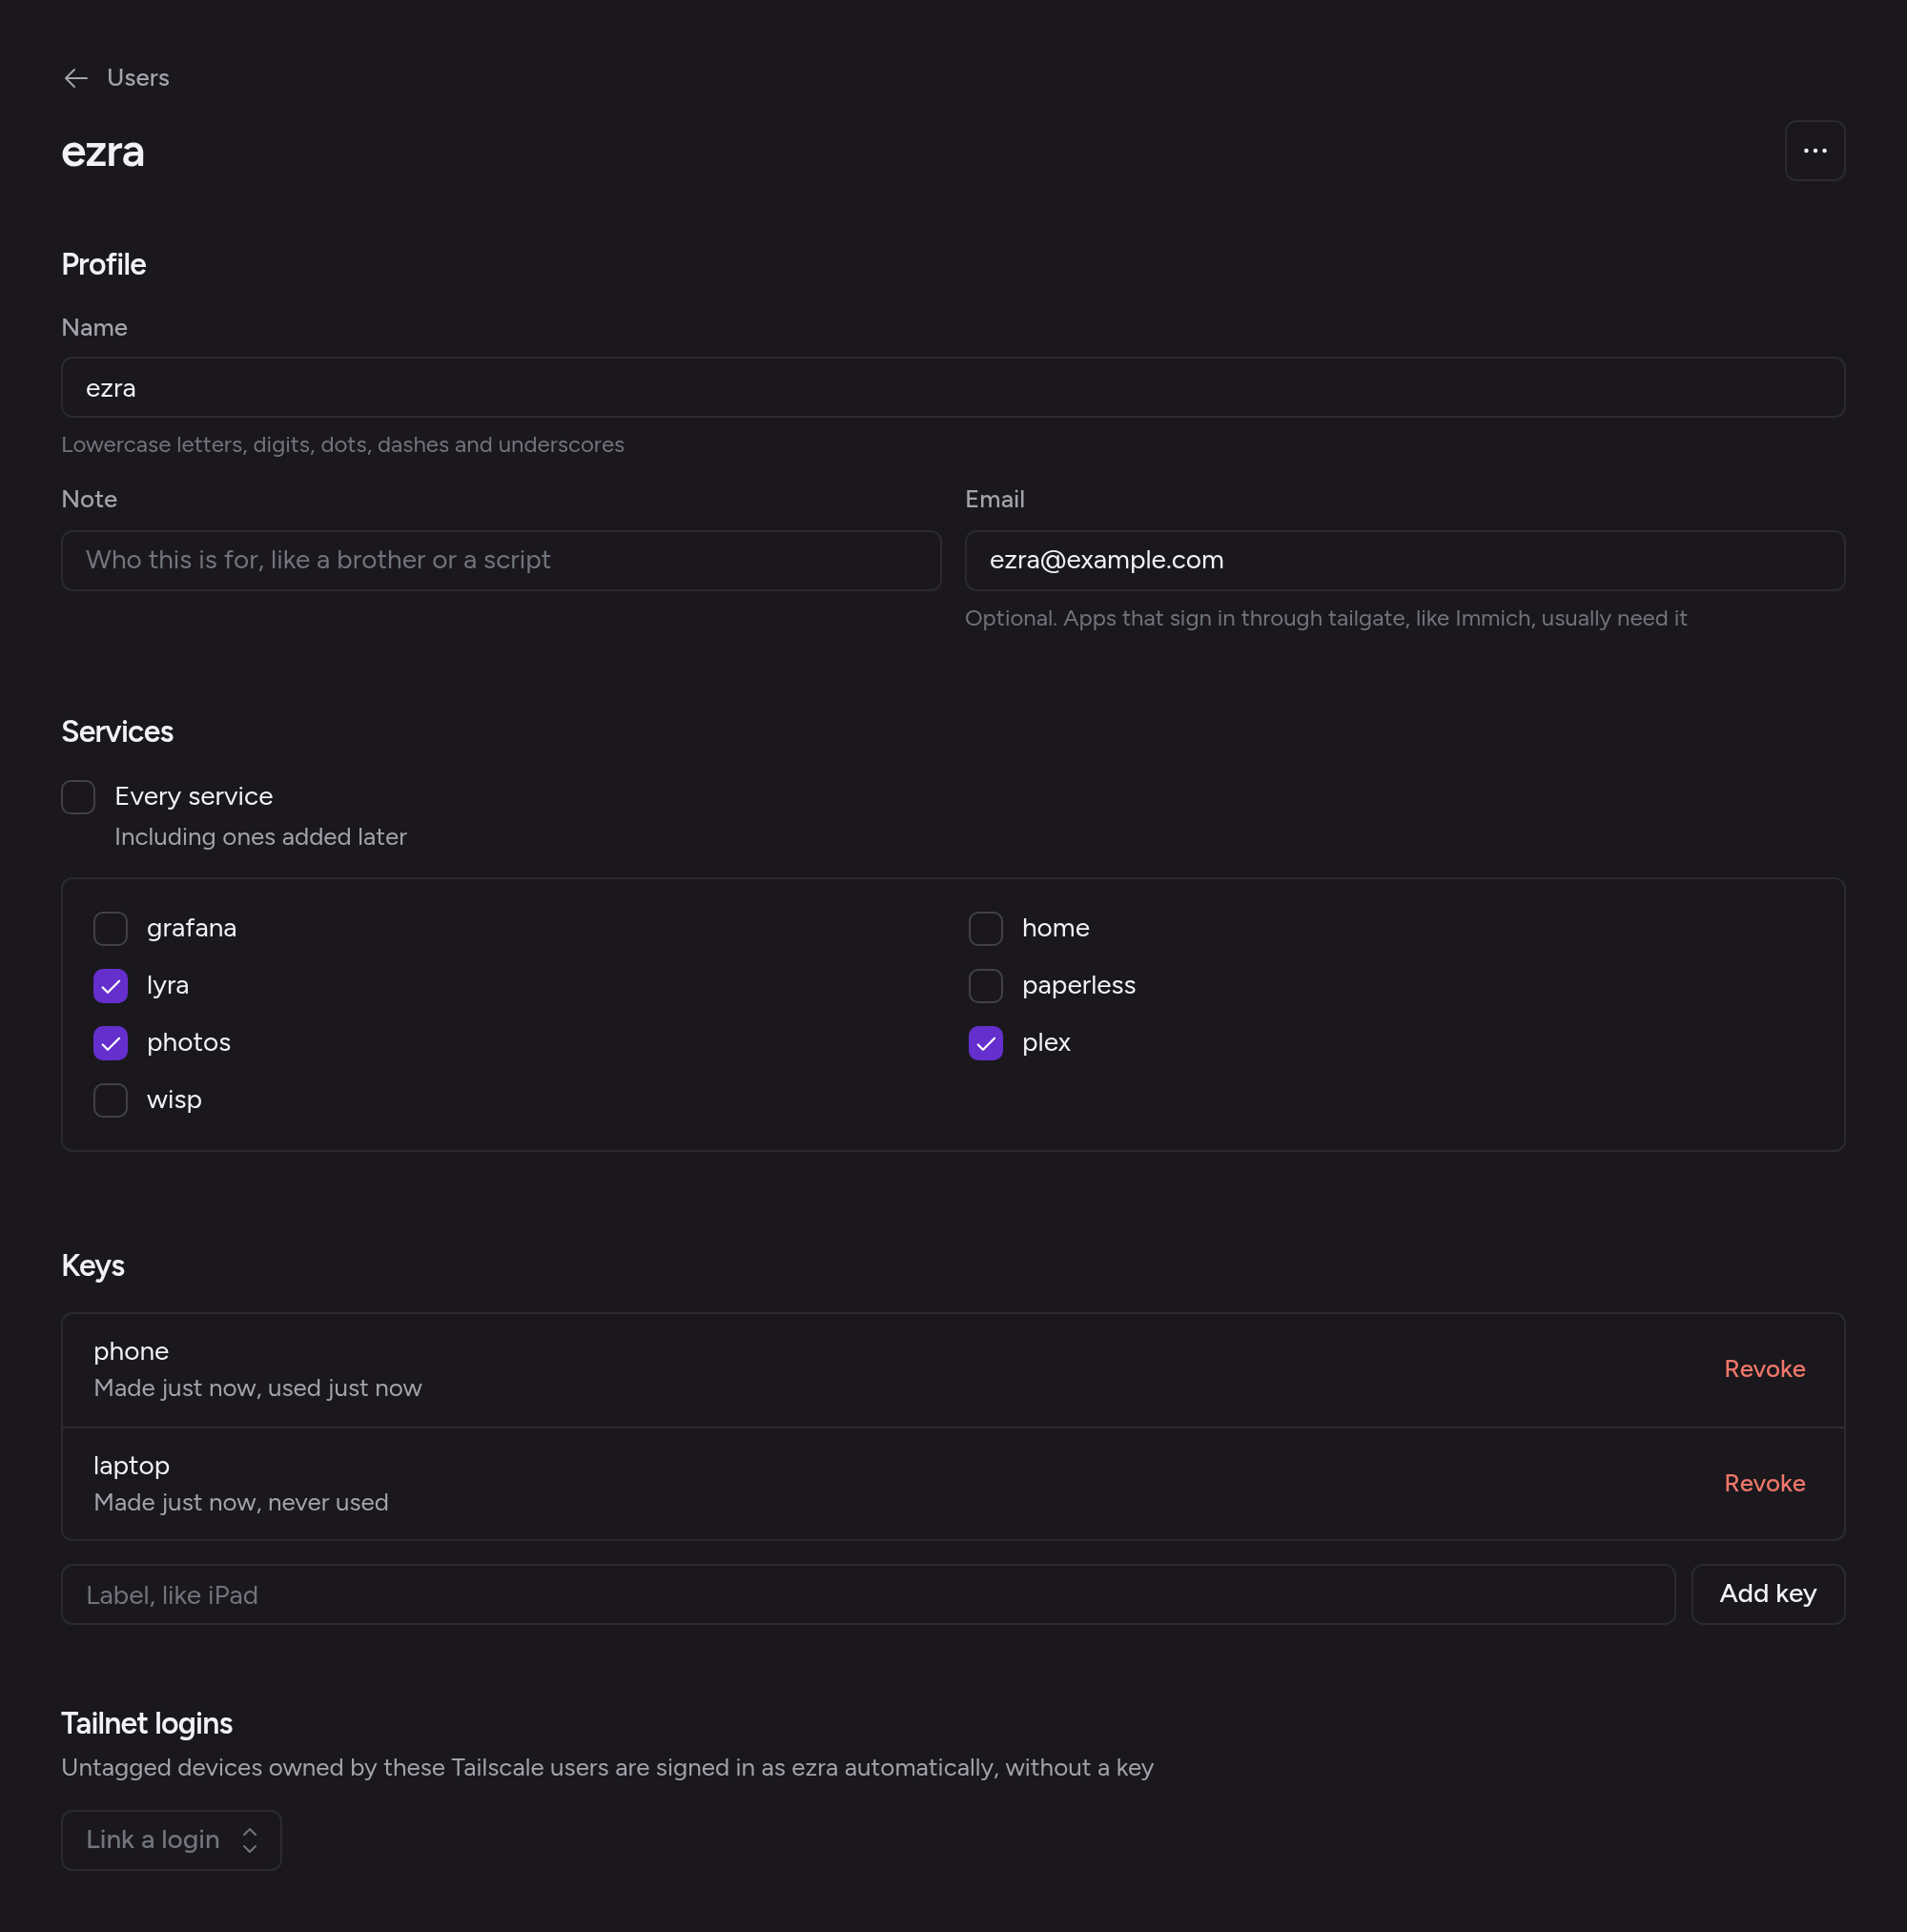 Users
ezra
Profile
Name
ezra
Lowercase letters, digits, dots, dashes and underscores
Note
Email
Who this is for, like a brother or a script
ezra@example.com
Optional. Apps that sign in through tailgate, like Immich, usually need it
Services
Every service
Including ones added later
grafana
home
lyra
paperless
photos
plex
wisp
Keys
phone
Made just now, used just now
Revoke
laptop
Made just now, never used
Revoke
Label, like iPad
Add key
Tailnet logins
Untagged devices owned by these Tailscale users are signed in as ezra automatically, without a key
Link a login